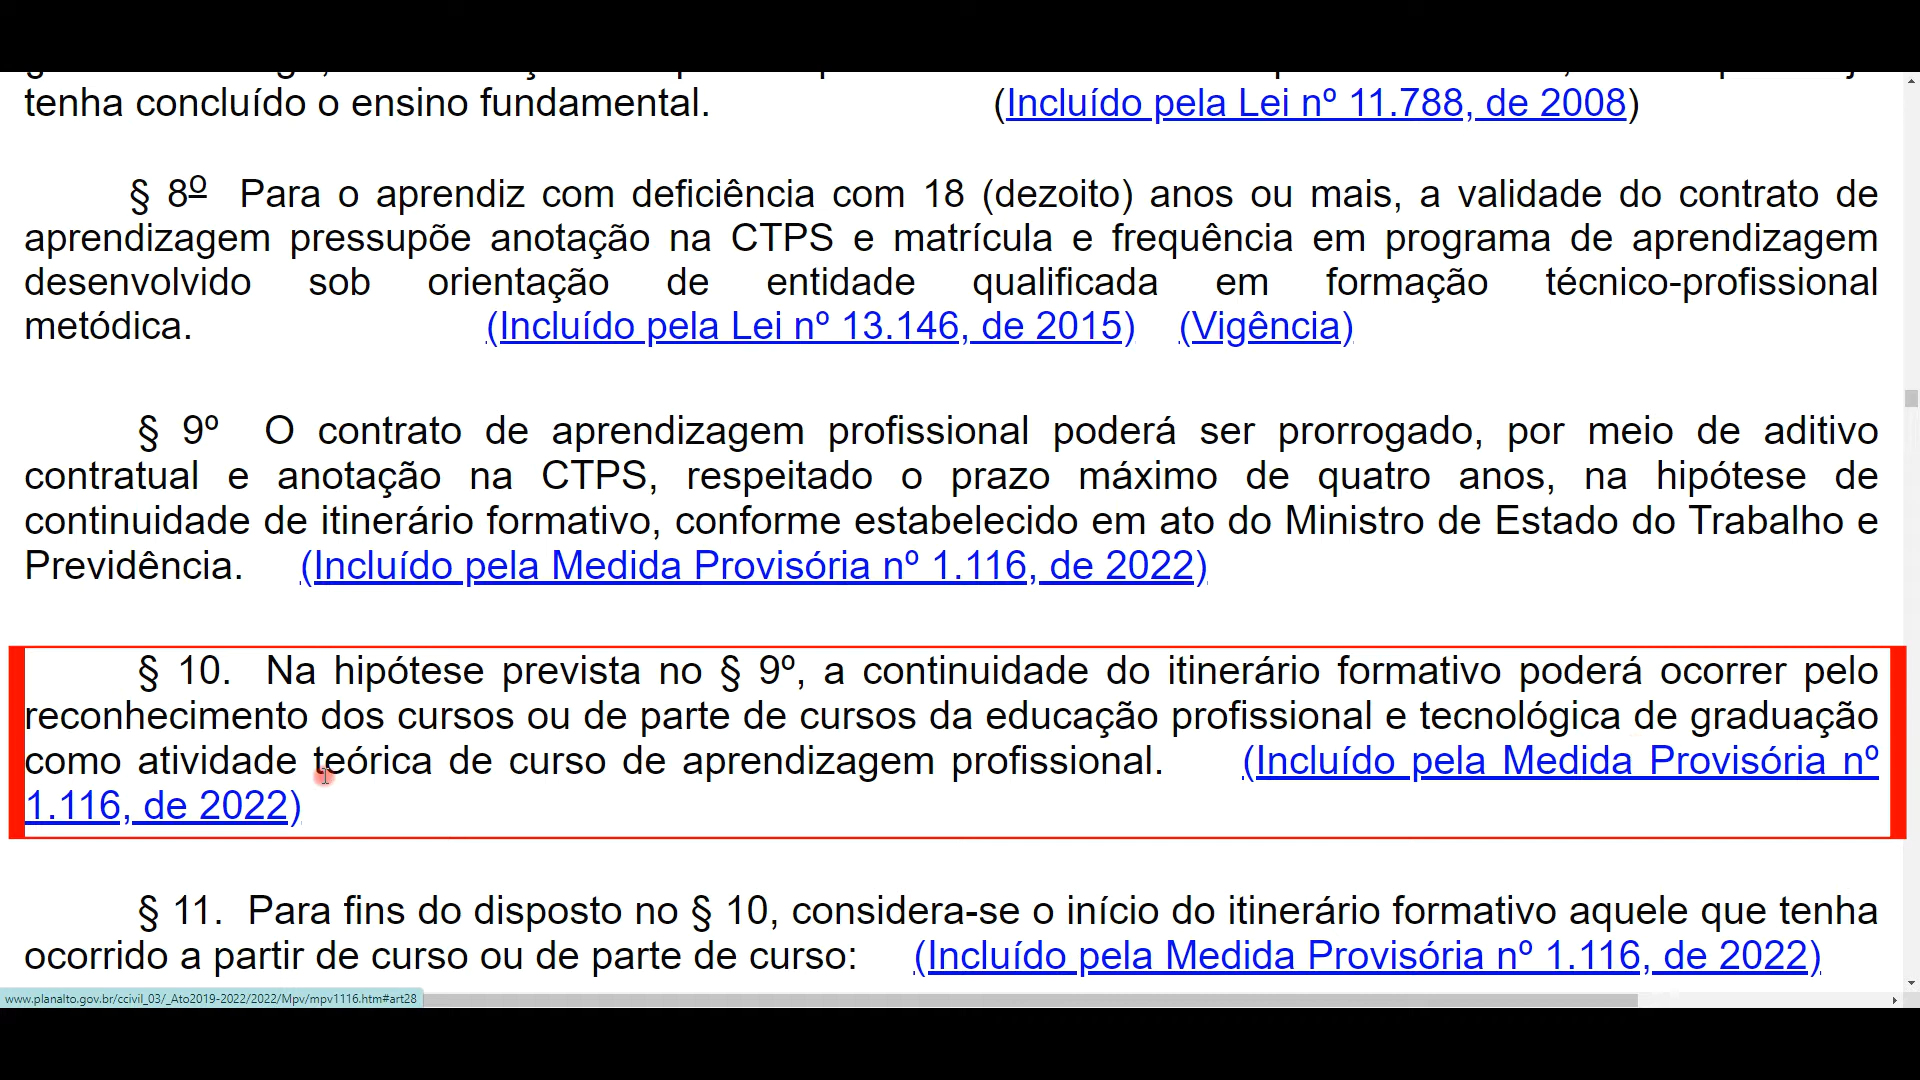 tenha concluído o ensino fundamental. (Incluído pela Lei nº 11.788, de 2008)
§ 8º Para o aprendiz com deficiência com 18 (dezoito) anos ou mais, a validade do contrato de
aprendizagem pressupõe anotação na CTPS e matrícula e frequência em programa de aprendizagem
desenvolvido sob orientação de entidade qualificada em formação técnico-profissional
metódica. (Incluído pela Lei nº 13.146, de 2015) (Vigência)
§ 9º O contrato de aprendizagem profissional poderá ser prorrogado, por meio de aditivo
contratual e anotação na CTPS, respeitado o prazo máximo de quatro anos, na hipótese de
continuidade de itinerário formativo, conforme estabelecido em ato do Ministro de Estado do Trabalho e
Previdência. (Incluído pela Medida Provisória nº 1.116, de 2022)
§ 10. Na hipótese prevista no § 9º, a continuidade do itinerário formativo poderá ocorrer pelo
reconhecimento dos cursos ou de parte de cursos da educação profissional e tecnológica de graduação
como atividade teórica de curso de aprendizagem profissional. (Incluído pela Medida Provisória nº
1.116, de 2022)
§ 11. Para fins do disposto no § 10, considera-se o início do itinerário formativo aquele que tenha
ocorrido a partir de curso ou de parte de curso: (Incluído pela Medida Provisória nº 1.116, de 2022)
www.planalto.gov.br/ccivil_03/_Ato2019-2022/2022/Mpv/mpv1116.htm#art28